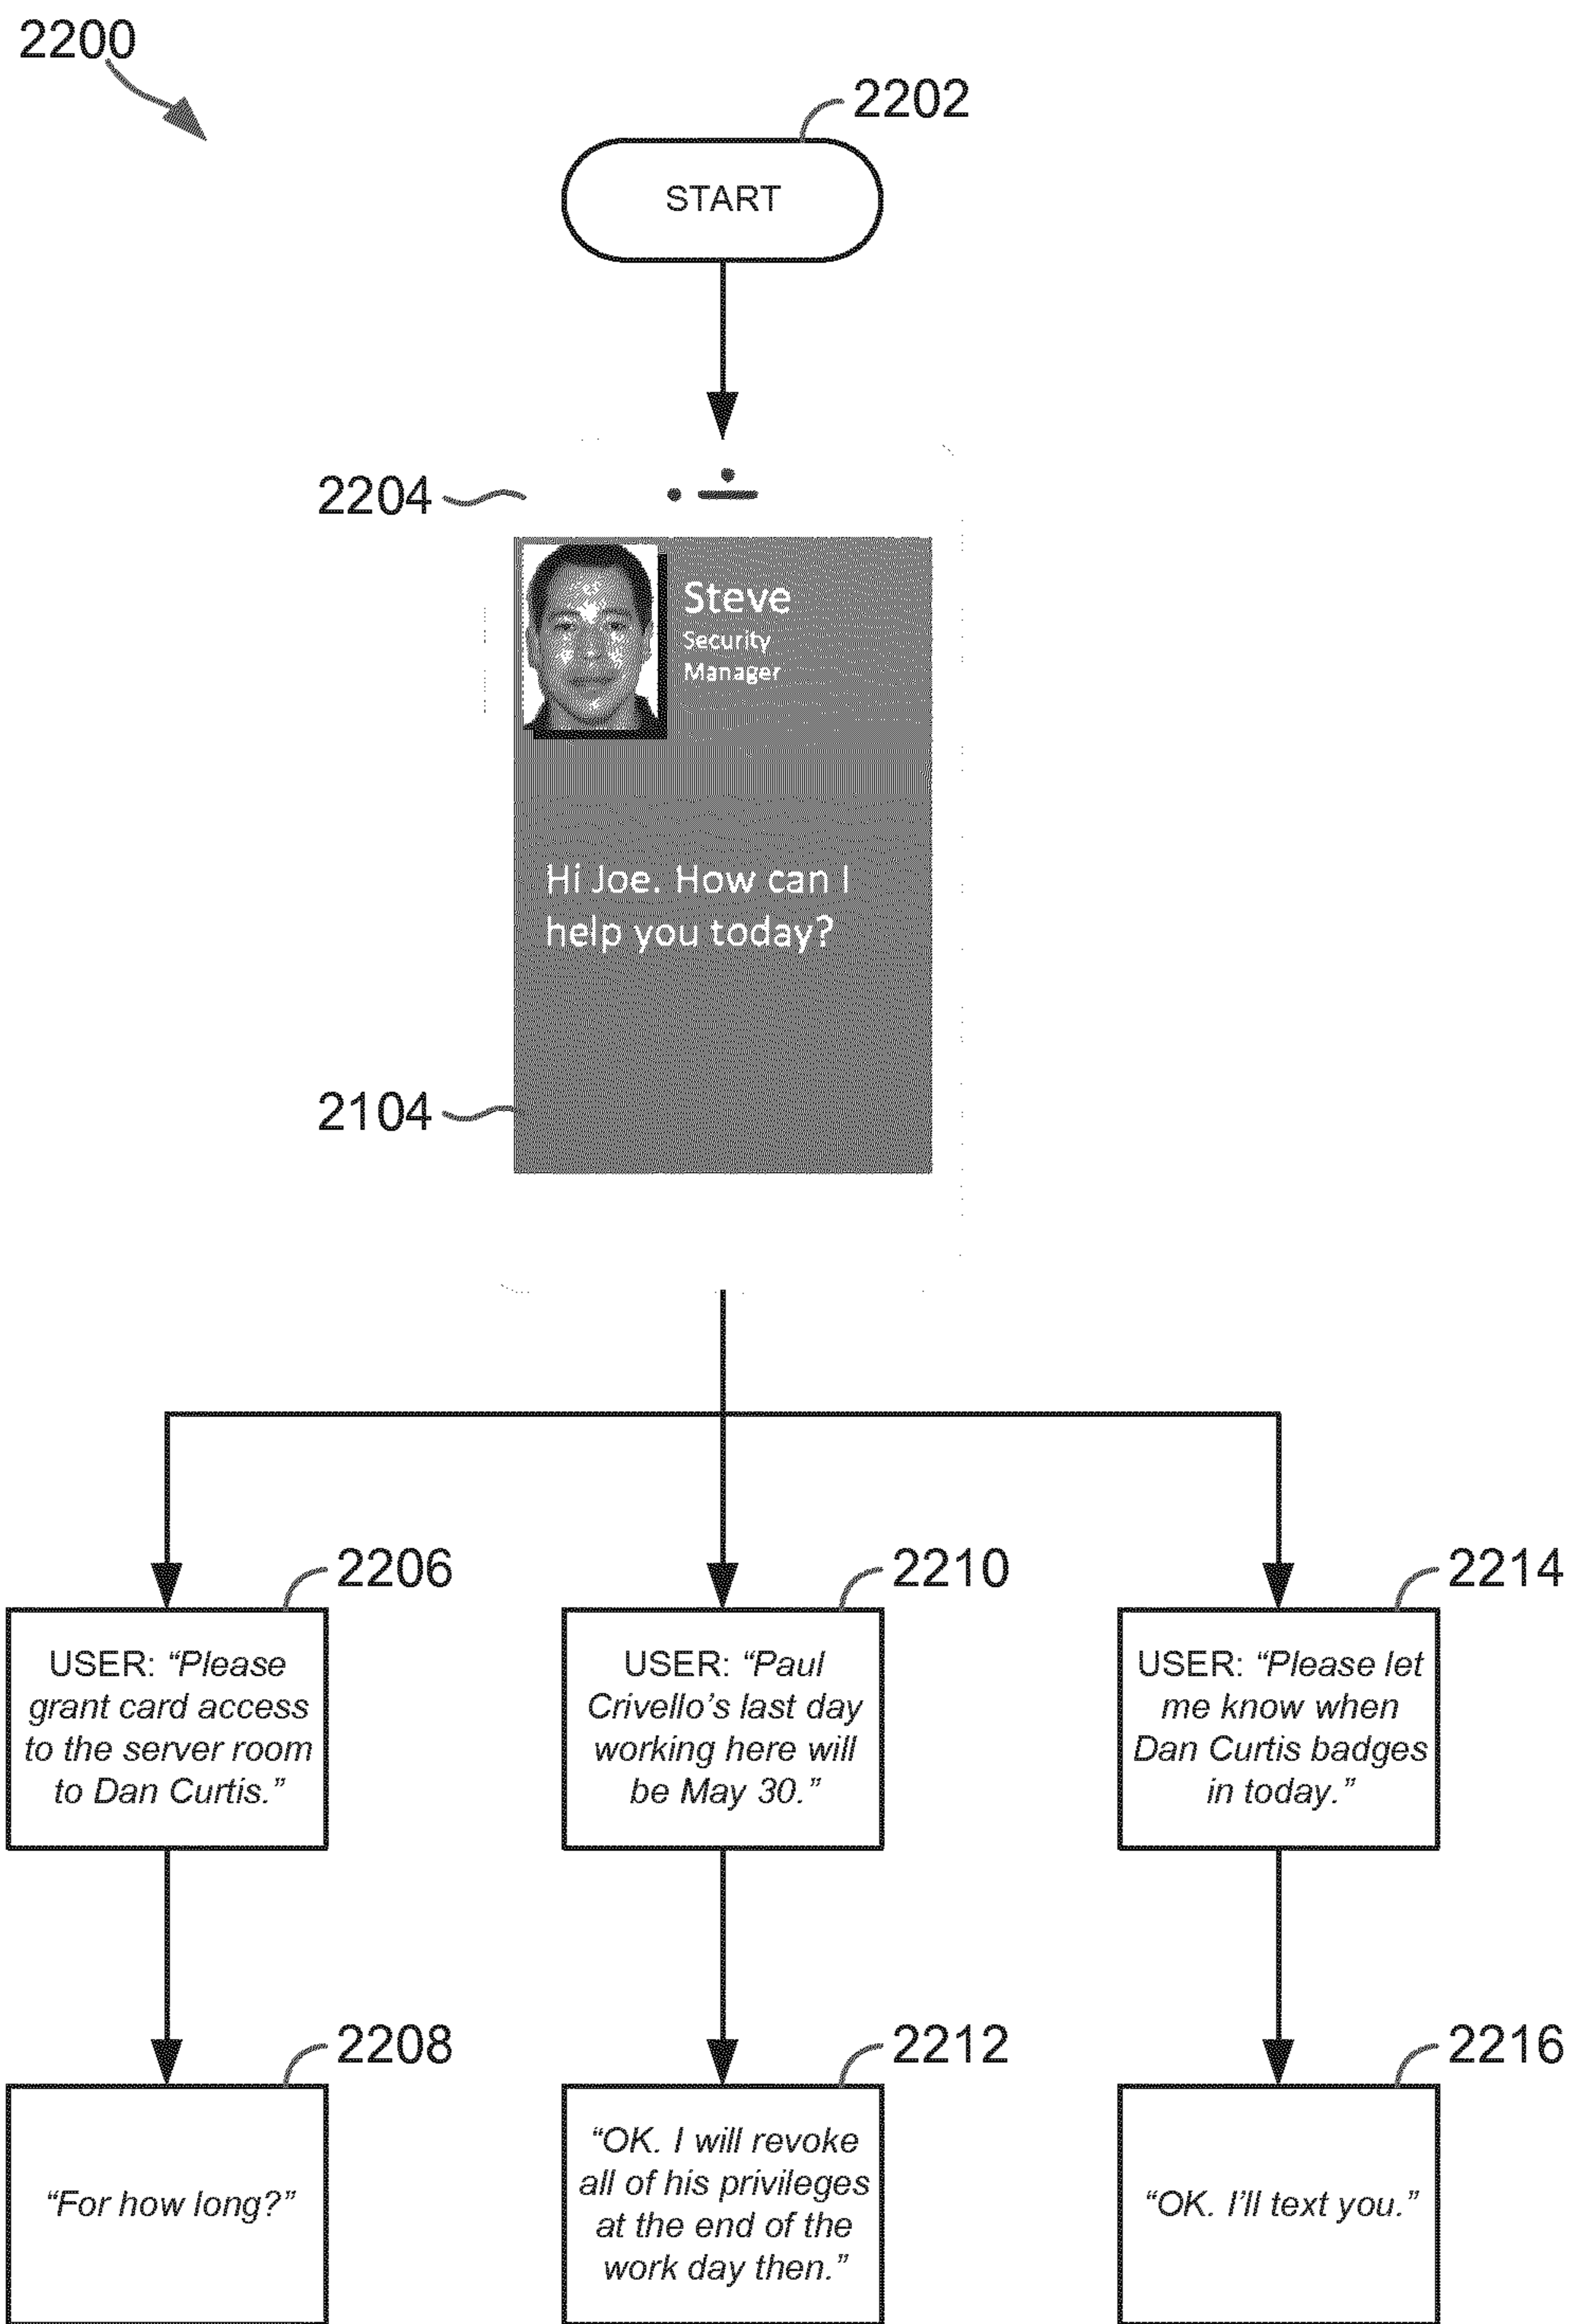 2200
2202
START
2204
Steve
Security
Manager
Hi Joe. How can I
help you today?
2104
2206
USER: “Please
grant card access
to the server room
to Dan Curtis.”
2210
USER: “Paul
Crivello’s last day
working here will
be May 30.”
2214
USER: “Please let
me know when
Dan Curtis badges
in today.”
2208
“For how long?”
2212
“OK. I will revoke
all of his privileges
at the end of the
work day then.”
2216
“OK. I’ll text you.”